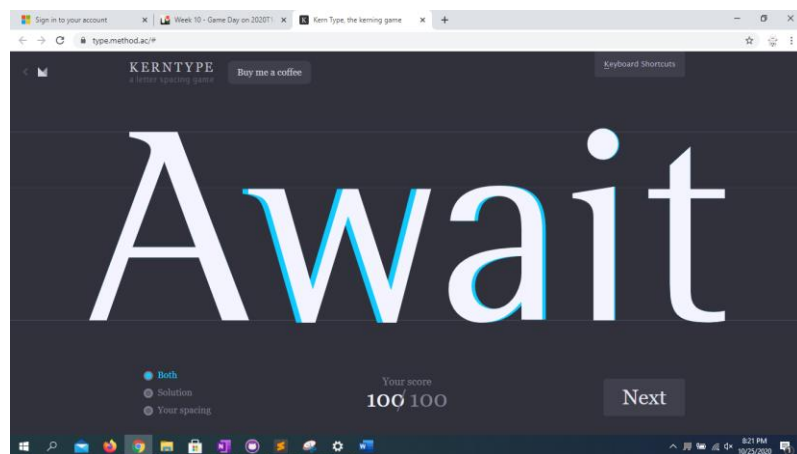 Sign in to your account
Week 10 - Game Day on 2020T1
Kern Type, the kerning game
type.method.ac/#
KERNTYPE
a letter spacing game
Buy me a coffee
Keyboard Shortcuts
Await
Both
Solution
Your spacing
Your score
100/100
Next
8:21 PM
10/25/2020